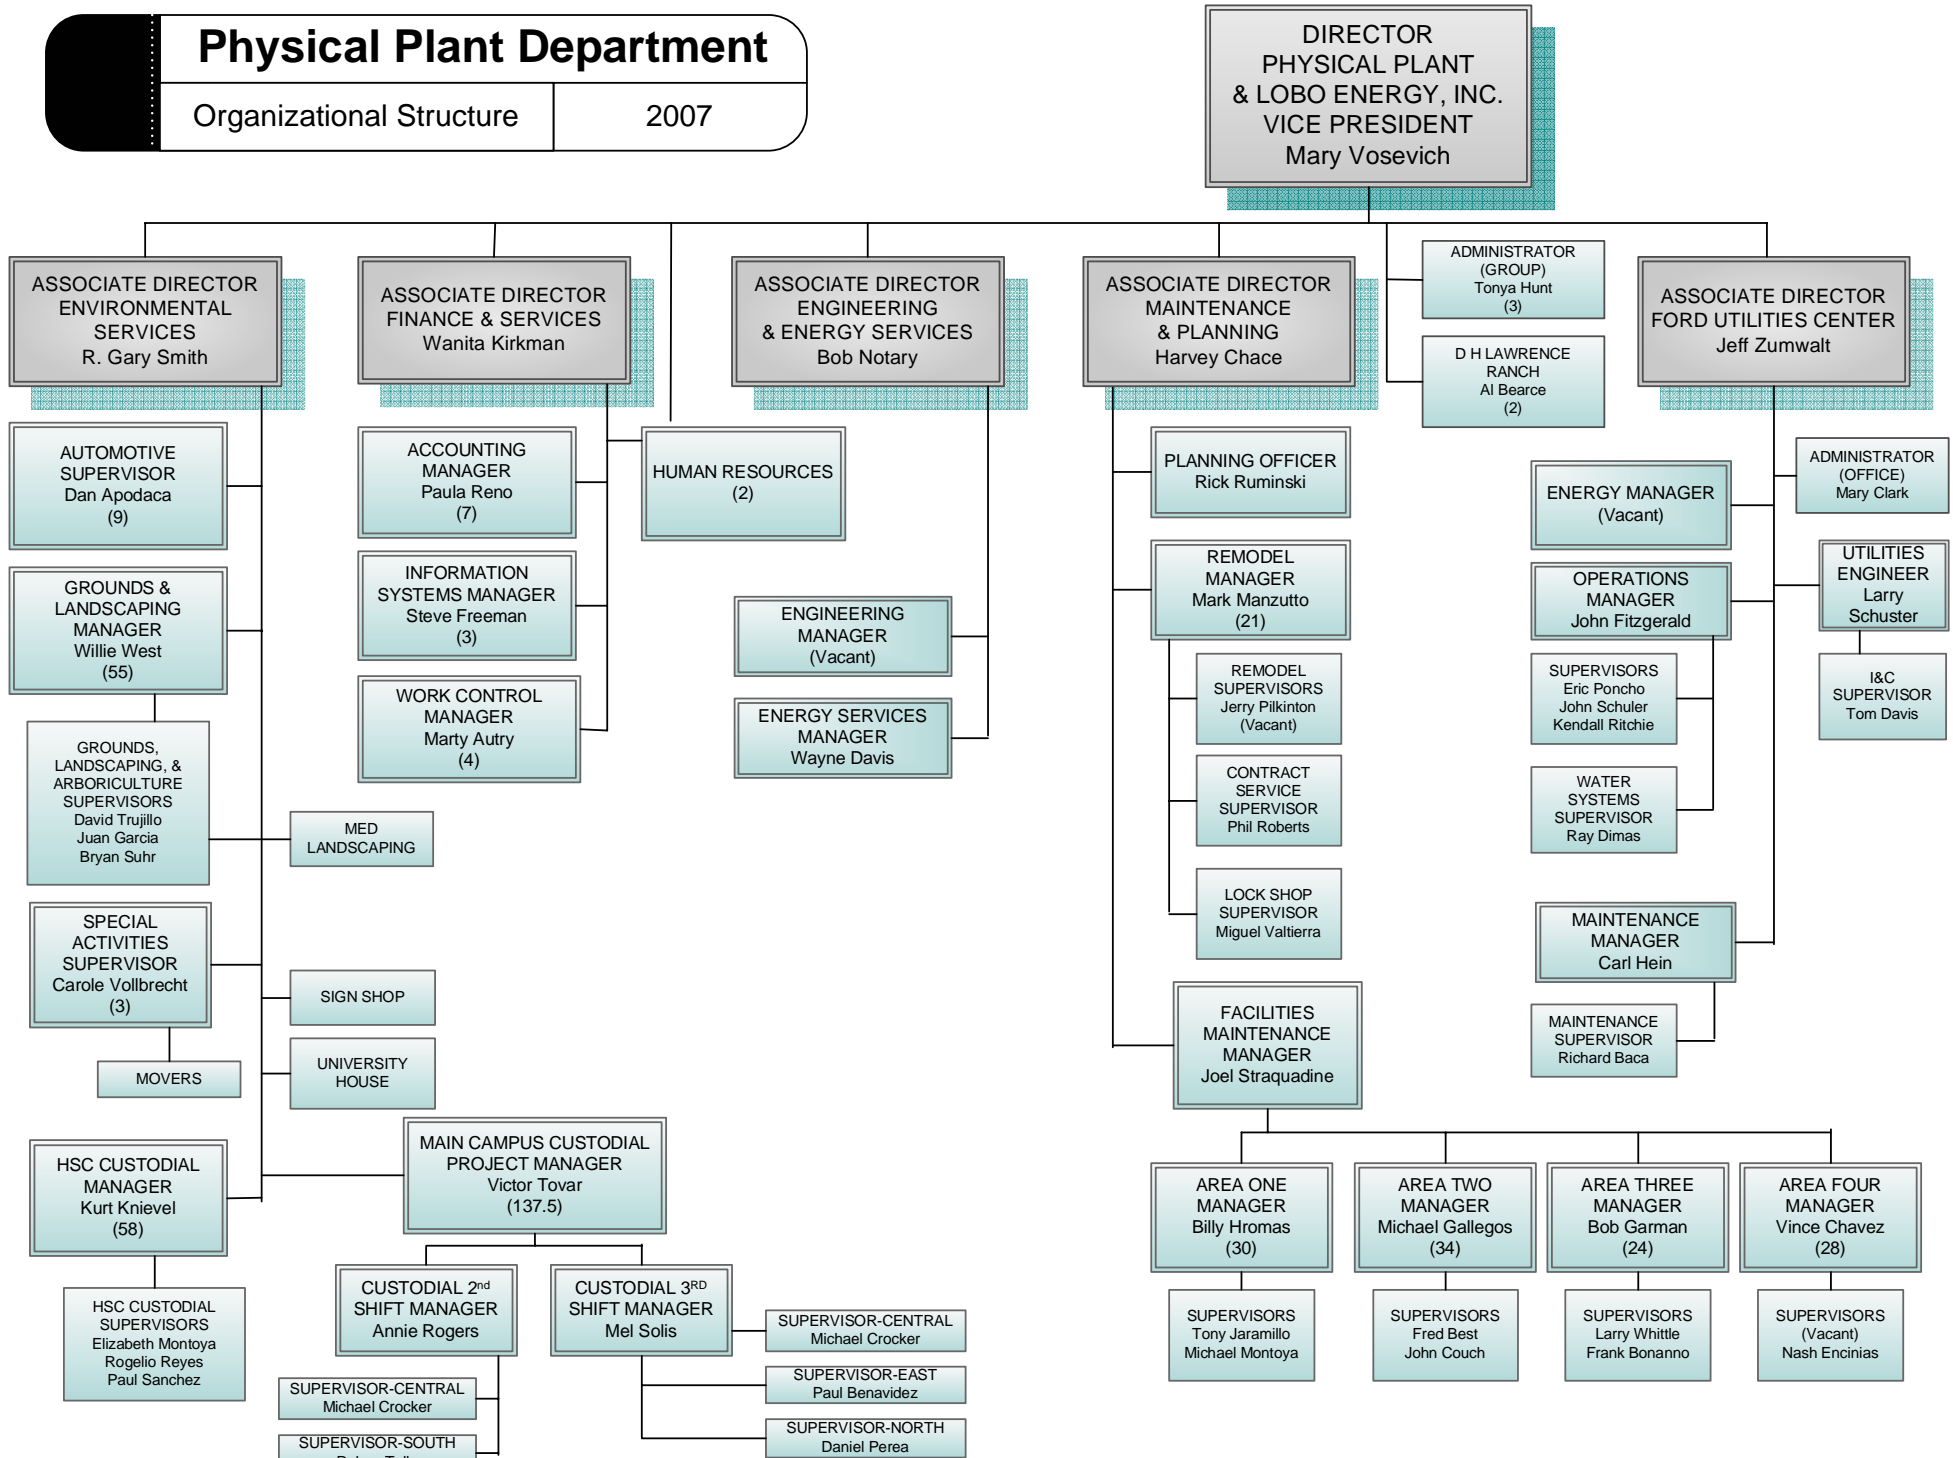 Physical Plant Department
Organizational Structure
2007
DIRECTOR
PHYSICAL PLANT
& LOBO ENERGY, INC.
VICE PRESIDENT
Mary Vosevich
ASSOCIATE DIRECTOR
ENVIRONMENTAL
SERVICES
R. Gary Smith
ASSOCIATE DIRECTOR
FINANCE & SERVICES
Wanita Kirkman
ASSOCIATE DIRECTOR
ENGINEERING
& ENERGY SERVICES
Bob Notary
ASSOCIATE DIRECTOR
MAINTENANCE
& PLANNING
Harvey Chace
ADMINISTRATOR
(GROUP)
Tonya Hunt
(3)
D H LAWRENCE
RANCH
Al Bearce
(2)
ASSOCIATE DIRECTOR
FORD UTILITIES CENTER
Jeff Zumwalt
AUTOMOTIVE
SUPERVISOR
Dan Apodaca
(9)
GROUNDS &
LANDSCAPING
MANAGER
Willie West
(55)
GROUNDS,
LANDSCAPING, &
ARBORICULTURE
SUPERVISORS
David Trujillo
Juan Garcia
Bryan Suhr
MED
LANDSCAPING
SPECIAL
ACTIVITIES
SUPERVISOR
Carole Vollbrecht
(3)
MOVERS
SIGN SHOP
UNIVERSITY
HOUSE
HSC CUSTODIAL
MANAGER
Kurt Knievel
(58)
HSC CUSTODIAL
SUPERVISORS
Elizabeth Montoya
Rogelio Reyes
Paul Sanchez
MAIN CAMPUS CUSTODIAL
PROJECT MANAGER
Victor Tovar
(137.5)
CUSTODIAL 2nd
SHIFT MANAGER
Annie Rogers
SUPERVISOR-CENTRAL
Michael Crocker
SUPERVISOR-SOUTH
CUSTODIAL 3RD
SHIFT MANAGER
Mel Solis
SUPERVISOR-CENTRAL
Michael Crocker
SUPERVISOR-EAST
Paul Benavidez
SUPERVISOR-NORTH
Daniel Perea
ACCOUNTING
MANAGER
Paula Reno
(7)
INFORMATION
SYSTEMS MANAGER
Steve Freeman
(3)
WORK CONTROL
MANAGER
Marty Autry
(4)
HUMAN RESOURCES
(2)
ENGINEERING
MANAGER
(Vacant)
ENERGY SERVICES
MANAGER
Wayne Davis
PLANNING OFFICER
Rick Ruminski
REMODEL
MANAGER
Mark Manzutto
(21)
REMODEL
SUPERVISORS
Jerry Pilkinton
(Vacant)
CONTRACT
SERVICE
SUPERVISOR
Phil Roberts
LOCK SHOP
SUPERVISOR
Miguel Valtierra
FACILITIES
MAINTENANCE
MANAGER
Joel Straquadine
AREA ONE
MANAGER
Billy Hromas
(30)
AREA TWO
MANAGER
Michael Gallegos
(34)
AREA THREE
MANAGER
Bob Garman
(24)
AREA FOUR
MANAGER
Vince Chavez
(28)
SUPERVISORS
Tony Jaramillo
Michael Montoya
SUPERVISORS
Fred Best
John Couch
SUPERVISORS
Larry Whittle
Frank Bonanno
SUPERVISORS
(Vacant)
Nash Encinias
ENERGY MANAGER
(Vacant)
OPERATIONS
MANAGER
John Fitzgerald
SUPERVISORS
Eric Poncho
John Schuler
Kendall Ritchie
WATER
SYSTEMS
SUPERVISOR
Ray Dimas
MAINTENANCE
MANAGER
Carl Hein
MAINTENANCE
SUPERVISOR
Richard Baca
ADMINISTRATOR
(OFFICE)
Mary Clark
UTILITIES
ENGINEER
Larry
Schuster
I&C
SUPERVISOR
Tom Davis